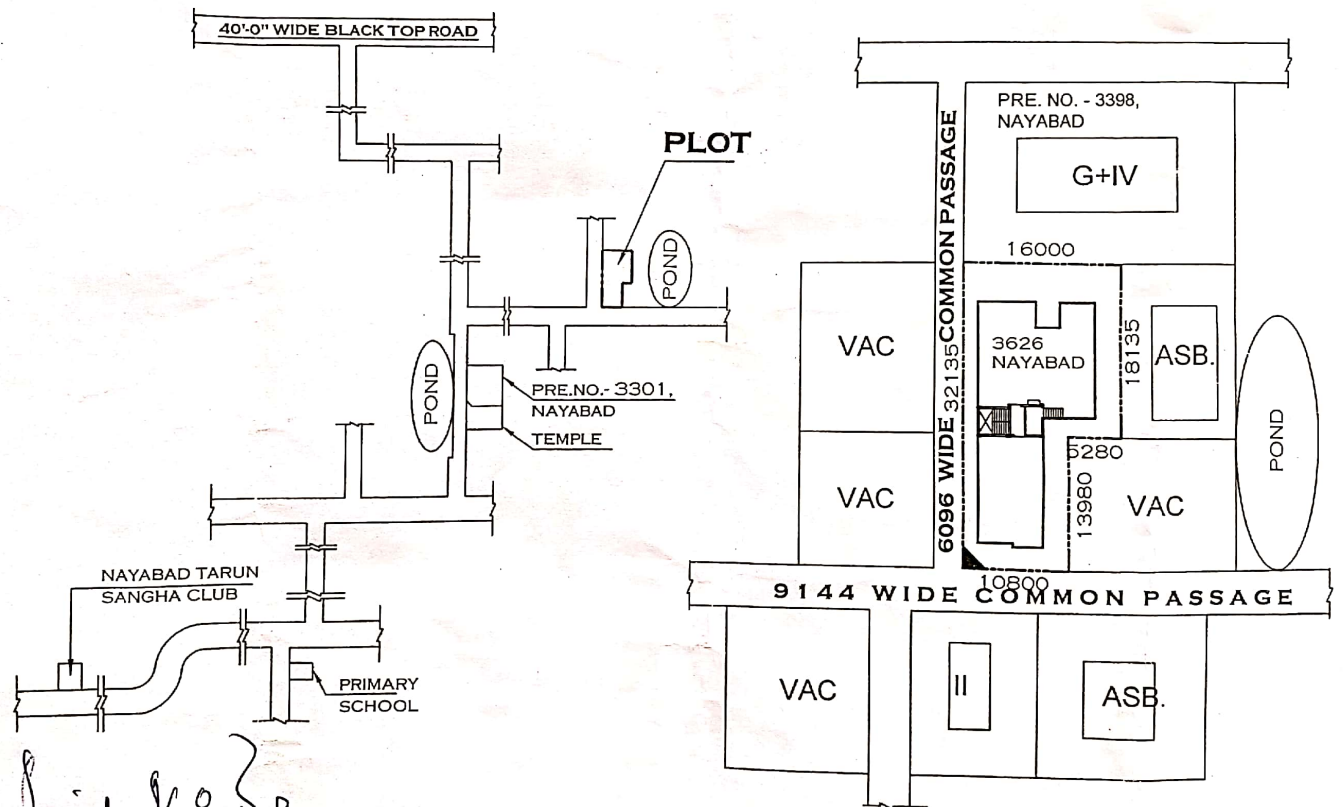 40'-0" WIDE BLACK TOP ROAD
PLOT
POND
POND
PRE.NO.- 3301,
NAYABAD
TEMPLE
NAYABAD TARUN
SANGHA CLUB
PRIMARY
SCHOOL
PRE. NO. - 3398,
NAYABAD
G+IV
6096 WIDE COMMON PASSAGE
32135
16000
VAC
3626
NAYABAD
18135
ASB.
POND
5280
VAC
13980
VAC
10800
9144 WIDE COMMON PASSAGE
VAC
II
ASB.